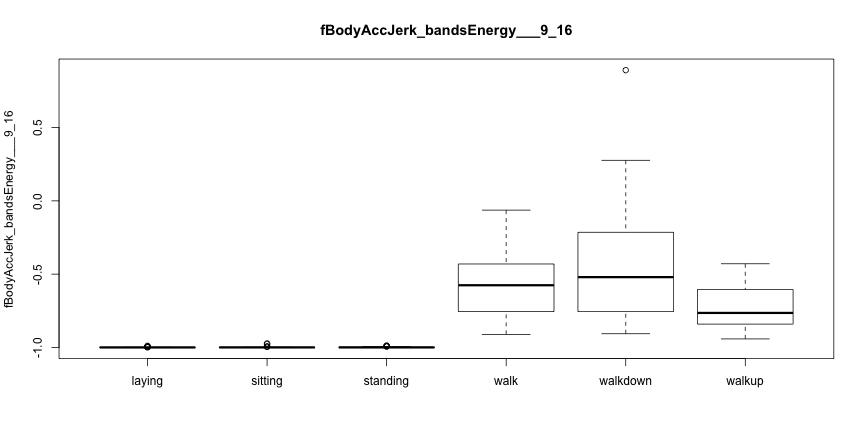 fBodyAccJerk_bandsEnergy___9_16
fBodyAccJerk_bandsEnergy___9_16
0.5
0.0
-0.5
-1.0
laying sitting standing walk walkdown walkup